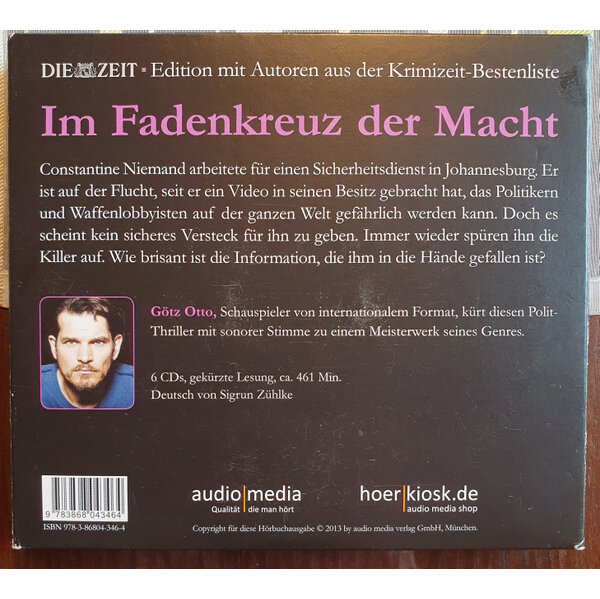 DIE ZEIT ▪ Edition mit Autoren aus der Krimizeit-Bestenliste
Im Fadenkreuz der Macht
Constantine Niemand arbeitete für einen Sicherheitsdienst in Johannesburg. Er
ist auf der Flucht, seit er ein Video in seinen Besitz gebracht hat, das Politikern
und Waffenlobbyisten auf der ganzen Welt gefährlich werden kann. Doch es
scheint kein sicheres Versteck für ihn zu geben. Immer wieder spüren ihn die
Killer auf. Wie brisant ist die Information, die ihm in die Hände gefallen ist?
Götz Otto, Schauspieler von internationalem Format, kürt diesen Polit-
Thriller mit sonorer Stimme zu einem Meisterwerk seines Genres.
6 CDs, gekürzte Lesung, ca. 461 Min.
Deutsch von Sigrun Zühlke
9 783868 043464
ISBN 978-3-86804-346-4
audio|media
Qualität | die man hört
hoer|kiosk.de
audio media shop
Copyright für diese Hörbuchausgabe © 2013 by audio media verlag GmbH, München.